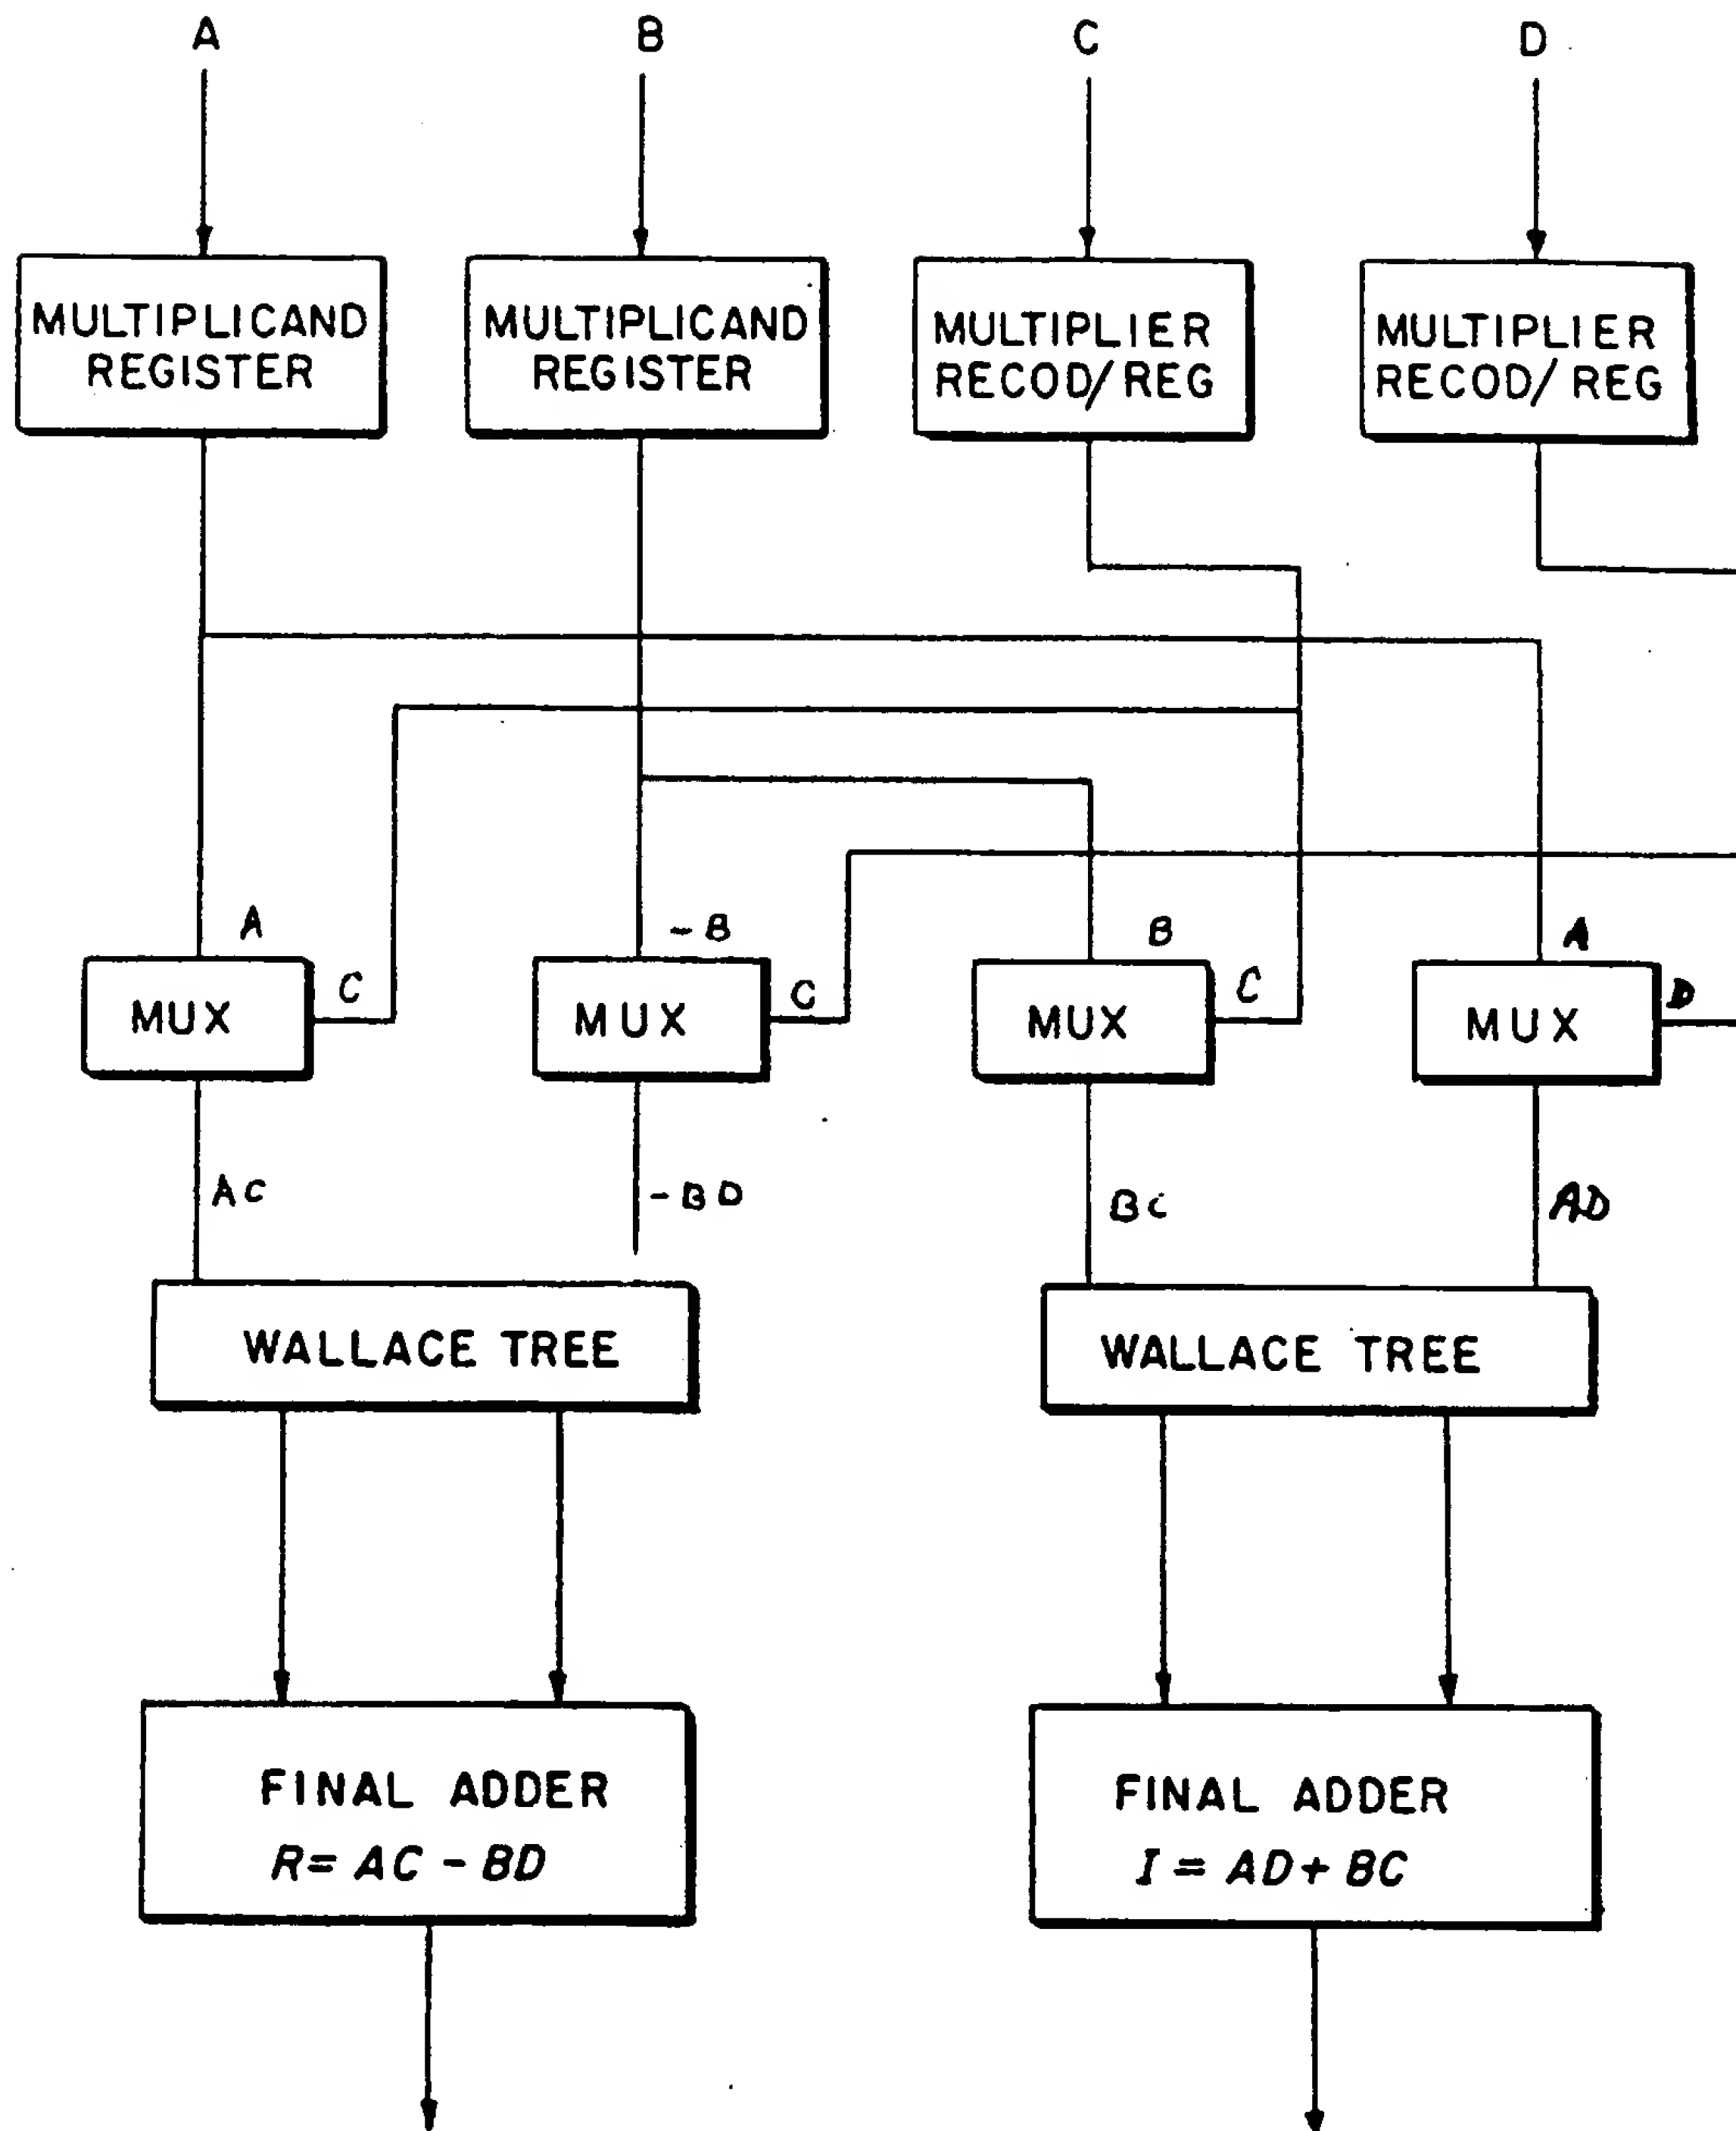 A
B
C
D
MULTIPLICAND
REGISTER
MULTIPLICAND
REGISTER
MULTIPLIER
RECOD/REG
MULTIPLIER
RECOD/REG
A
-B
B
A
MUX
C
MUX
C
MUX
C
MUX
D
AC
-BD
BC
AD
WALLACE TREE
WALLACE TREE
FINAL ADDER
R= AC - BD
FINAL ADDER
I = AD + BC